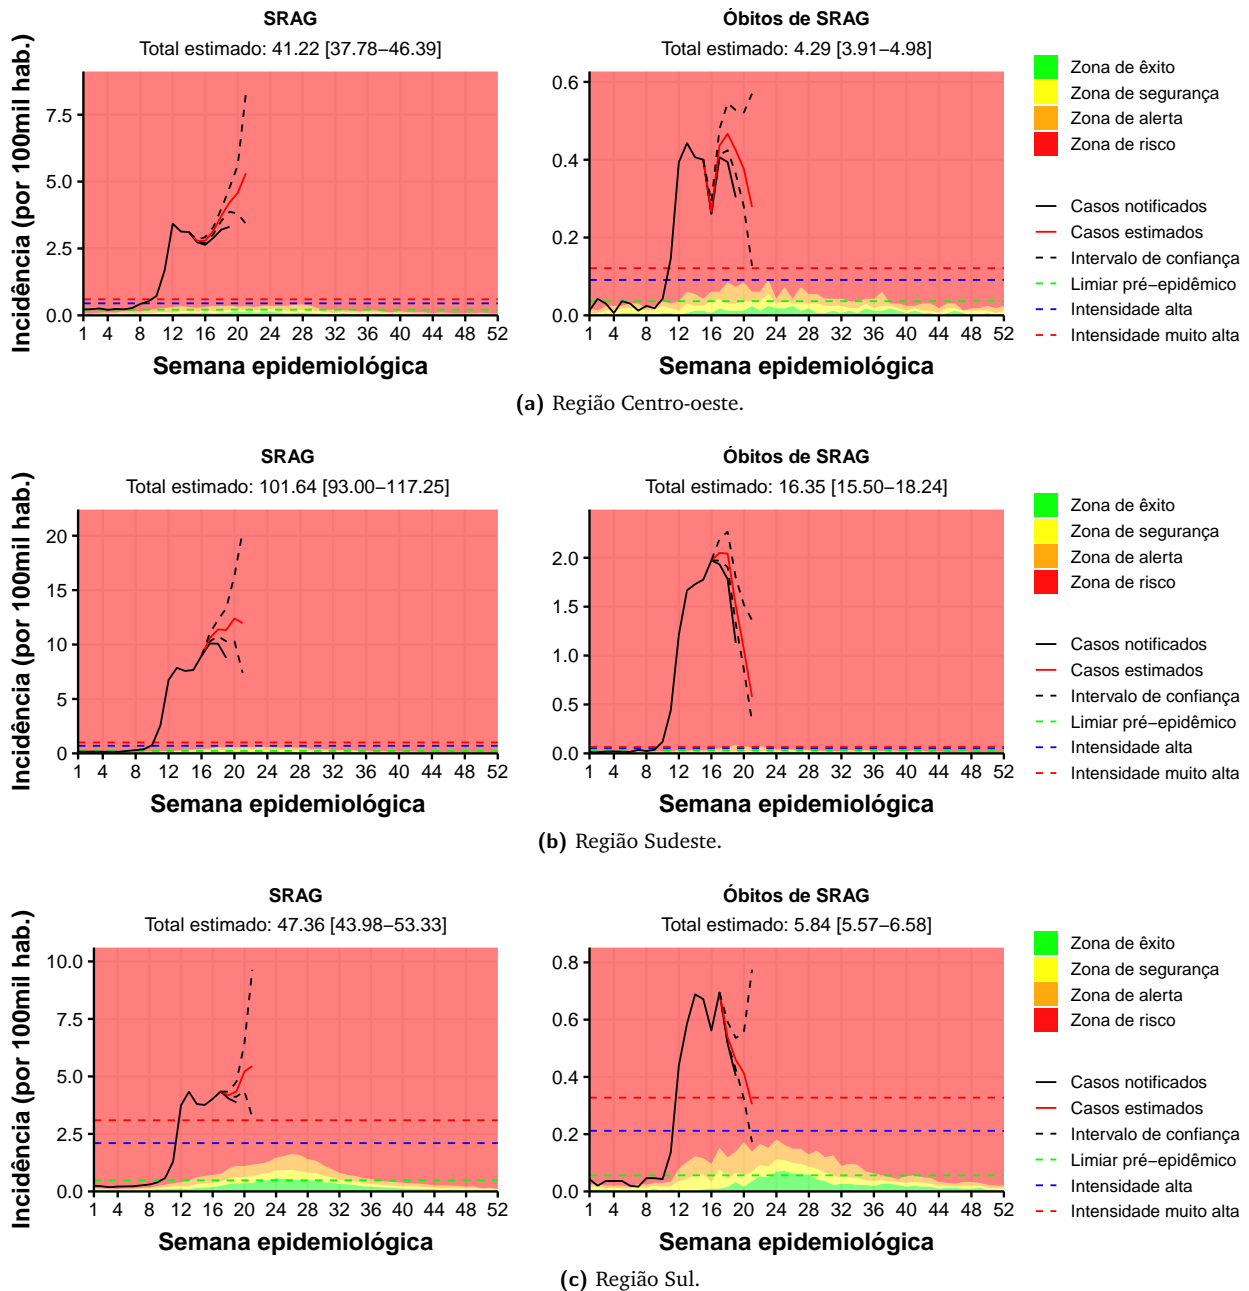 SRAG
Total estimado: 41.22 [37.78−46.39]
Incidência (por 100mil hab.)
7.5
5.0
2.5
0.0
1 4 8 12 16 20 24 28 32 36 40 44 48 52
Semana epidemiológica
Óbitos de SRAG
Total estimado: 4.29 [3.91−4.98]
0.6
0.4
0.2
0.0
1 4 8 12 16 20 24 28 32 36 40 44 48 52
Semana epidemiológica
Zona de êxito
Zona de segurança
Zona de alerta
Zona de risco
Casos notificados
Casos estimados
Intervalo de confiança
Limiar pré−epidêmico
Intensidade alta
Intensidade muito alta
(a) Região Centro-oeste.
SRAG
Total estimado: 101.64 [93.00−117.25]
Incidência (por 100mil hab.)
20
15
10
5
0
1 4 8 12 16 20 24 28 32 36 40 44 48 52
Semana epidemiológica
Óbitos de SRAG
Total estimado: 16.35 [15.50−18.24]
2.0
1.5
1.0
0.5
0.0
1 4 8 12 16 20 24 28 32 36 40 44 48 52
Semana epidemiológica
Zona de êxito
Zona de segurança
Zona de alerta
Zona de risco
Casos notificados
Casos estimados
Intervalo de confiança
Limiar pré−epidêmico
Intensidade alta
Intensidade muito alta
(b) Região Sudeste.
SRAG
Total estimado: 47.36 [43.98−53.33]
Incidência (por 100mil hab.)
10.0
7.5
5.0
2.5
0.0
1 4 8 12 16 20 24 28 32 36 40 44 48 52
Semana epidemiológica
Óbitos de SRAG
Total estimado: 5.84 [5.57−6.58]
0.8
0.6
0.4
0.2
0.0
1 4 8 12 16 20 24 28 32 36 40 44 48 52
Semana epidemiológica
Zona de êxito
Zona de segurança
Zona de alerta
Zona de risco
Casos notificados
Casos estimados
Intervalo de confiança
Limiar pré−epidêmico
Intensidade alta
Intensidade muito alta
(c) Região Sul.